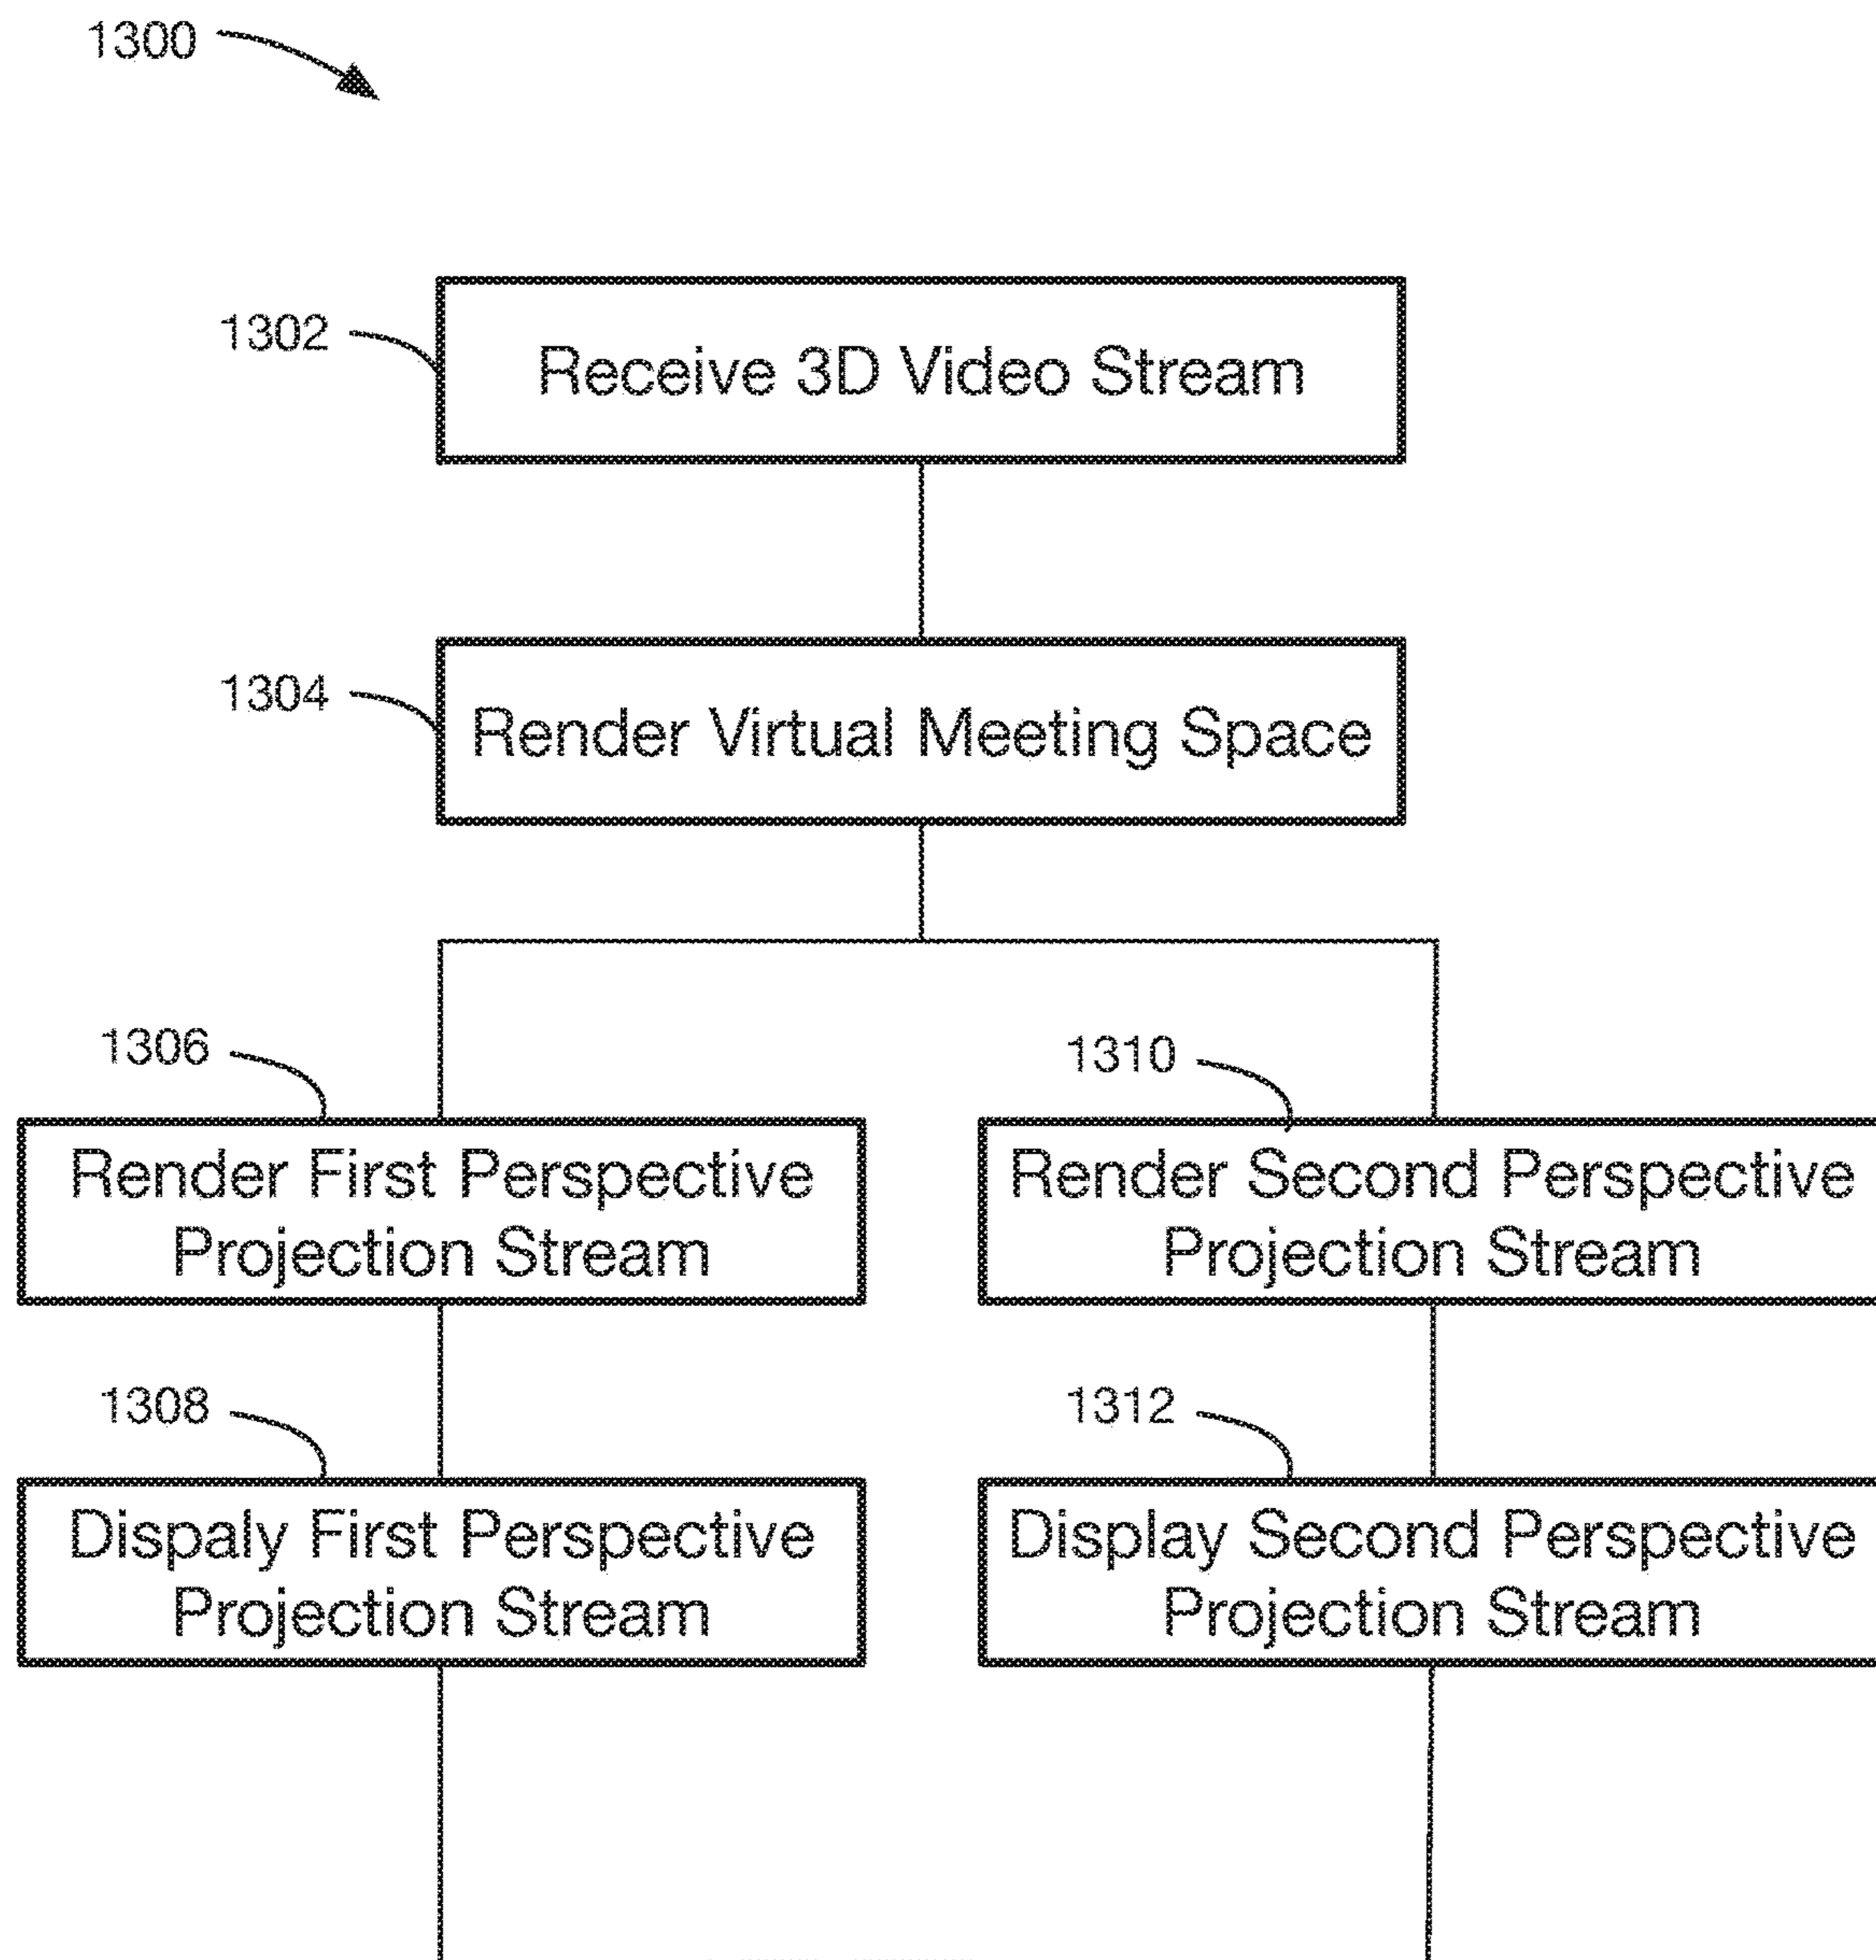 1300
1302
Receive 3D Video Stream
1304
Render Virtual Meeting Space
1306
Render First Perspective
Projection Stream
1310
Render Second Perspective
Projection Stream
1308
Dispaly First Perspective
Projection Stream
1312
Display Second Perspective
Projection Stream